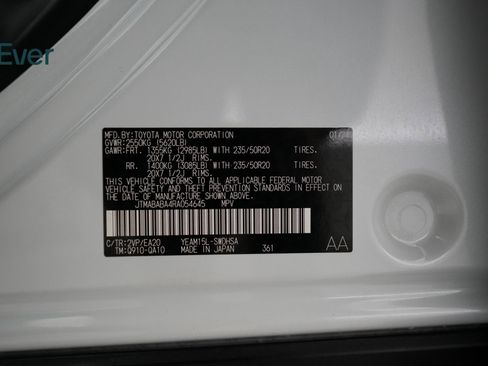 Ever
MFD.BY:TOYOTA MOTOR CORPORATION 01/24
GVWR:2550KG (5620LB)
GAWR:FRT. 1355KG (2985LB) WITH 235/50R20 TIRES.
20X7 1/2J RIMS.
RR. 1400KG (3085LB) WITH 235/50R20 TIRES.
20X7 1/2J RIMS.
THIS VEHICLE CONFORMS TO ALL APPLICABLE FEDERAL MOTOR
VEHICLE SAFETY AND THEFT PREVENTION STANDARDS IN EFFECT ON
THE DATE OF MANUFACTURE SHOWN ABOVE.
JTMABABA4RA054645 MPV
C/TR:2VP/EA20 YEAM15L-SWDHSA
TM:Q910-QA10 MADE IN JAPAN 361
AA